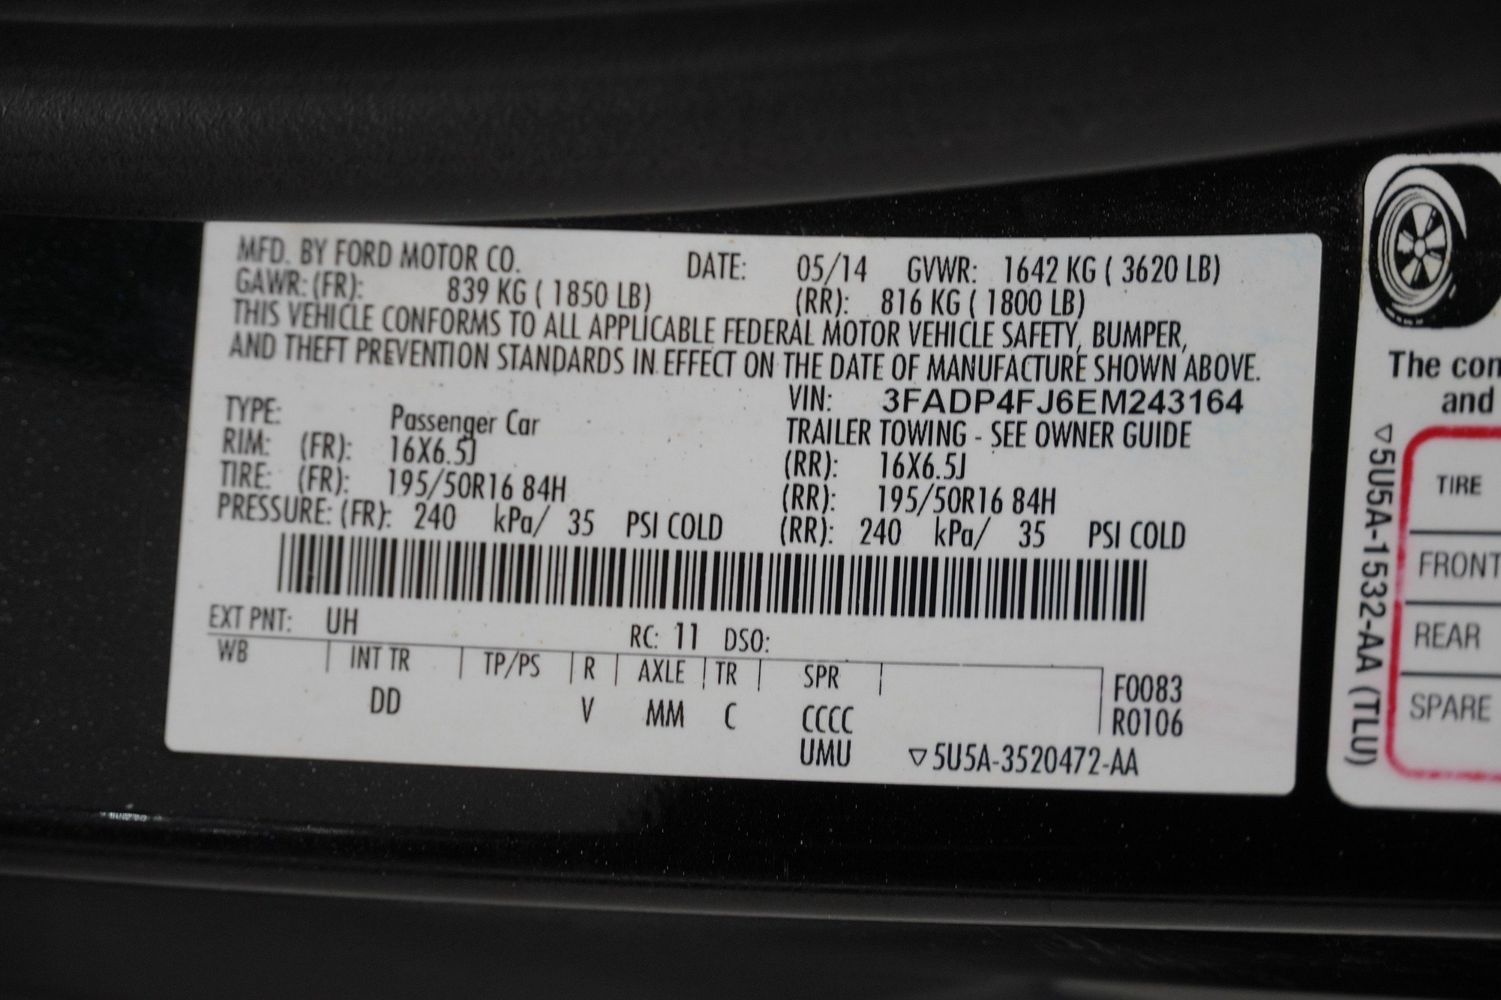 MFD. BY FORD MOTOR CO. DATE: 05/14 GVWR: 1642 KG ( 3620 LB)
GAWR: (FR): 839 KG ( 1850 LB) (RR): 816 KG ( 1800 LB)
THIS VEHICLE CONFORMS TO ALL APPLICABLE FEDERAL MOTOR VEHICLE SAFETY, BUMPER,
AND THEFT PREVENTION STANDARDS IN EFFECT ON THE DATE OF MANUFACTURE SHOWN ABOVE.
VIN: 3FADP4FJ6EM243164
TYPE: Passenger Car TRAILER TOWING - SEE OWNER GUIDE
RIM: (FR): 16X6.5J (RR): 16X6.5J
TIRE: (FR): 195/50R16 84H (RR): 195/50R16 84H
PRESSURE: (FR): 240 kPa/ 35 PSI COLD (RR): 240 kPa/ 35 PSI COLD
EXT PNT: UH RC: 11 DSO:
WB INT TR TP/PS R AXLE TR SPR F0083
DD V MM C CCCC R0106
UMU ▽5U5A-3520472-AA
The con
and
▽5U5A-1532-AA (TLU)
TIRE
FRONT
REAR
SPARE